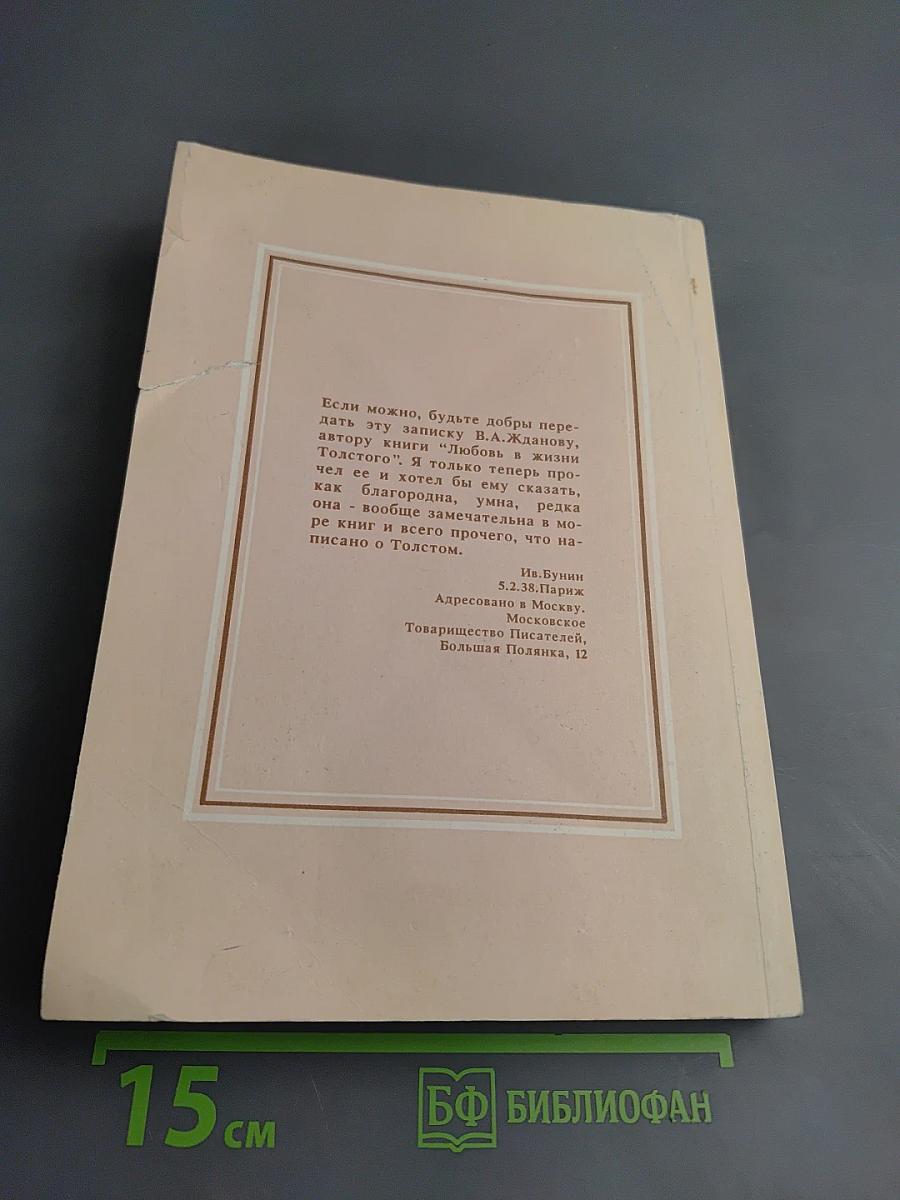 Если можно, будьте добры пере-
дать эту записку В.А.Жданову,
автору книги "Любовь в жизни
Толстого". Я только теперь про-
чел ее и хотел бы ему сказать,
как благородна, умна, редка
она - вообще замечательна в мо-
ре книг и всего прочего, что на-
писано о Толстом.
Ив.Бунин
5.2.38.Париж
Адресовано в Москву.
Московское
Товарищество Писателей,
Большая Полянка, 12
15 см
БФ БИБЛИОФАН